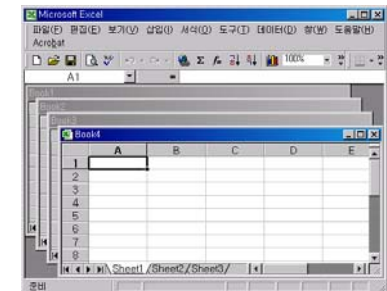 Microsoft Excel
파일(F) 편집(E) 보기(V) 삽입(I) 서식(O) 도구(T) 데이터(D) 창(W) 도움말(H)
Acrobat
100%
A1 =
Book1
Book2
Book3
Book4
A B C D E
1
2
3
4
5
6
7
8
Sheet1 Sheet2 Sheet3
준비